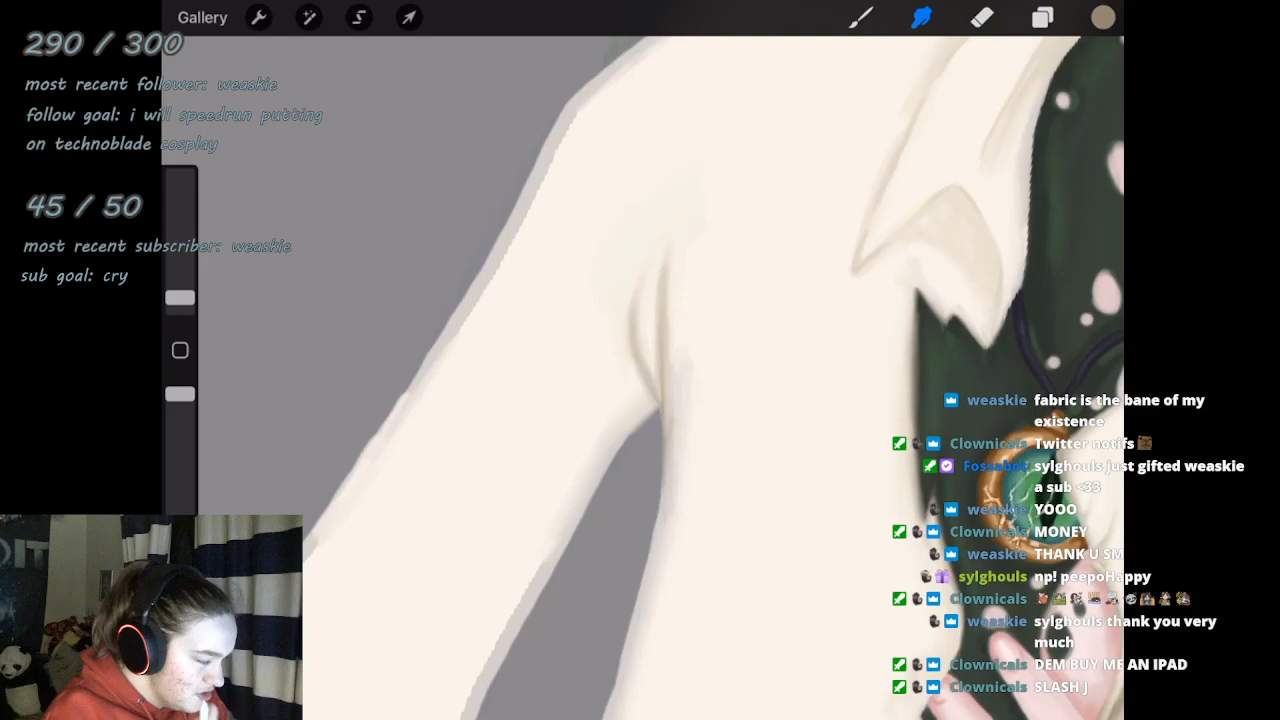 Gallery
290 / 300
most recent follower: weaskie
follow goal: i will speedrun putting
on technoblade cosplay
45 / 50
most recent subscriber: weaskie
sub goal: cry
weaskie fabric is the bane of my
existence
Clownicals Twitter notifs
Fossabot sylghouls just gifted weaskie
a sub <33
weaskie YOOO
Clownicals MONEY
weaskie THANK U SM
sylghouls np! peepoHappy
Clownicals
weaskie sylghouls thank you very
much
Clownicals DEM BUY ME AN IPAD
Clownicals SLASH J